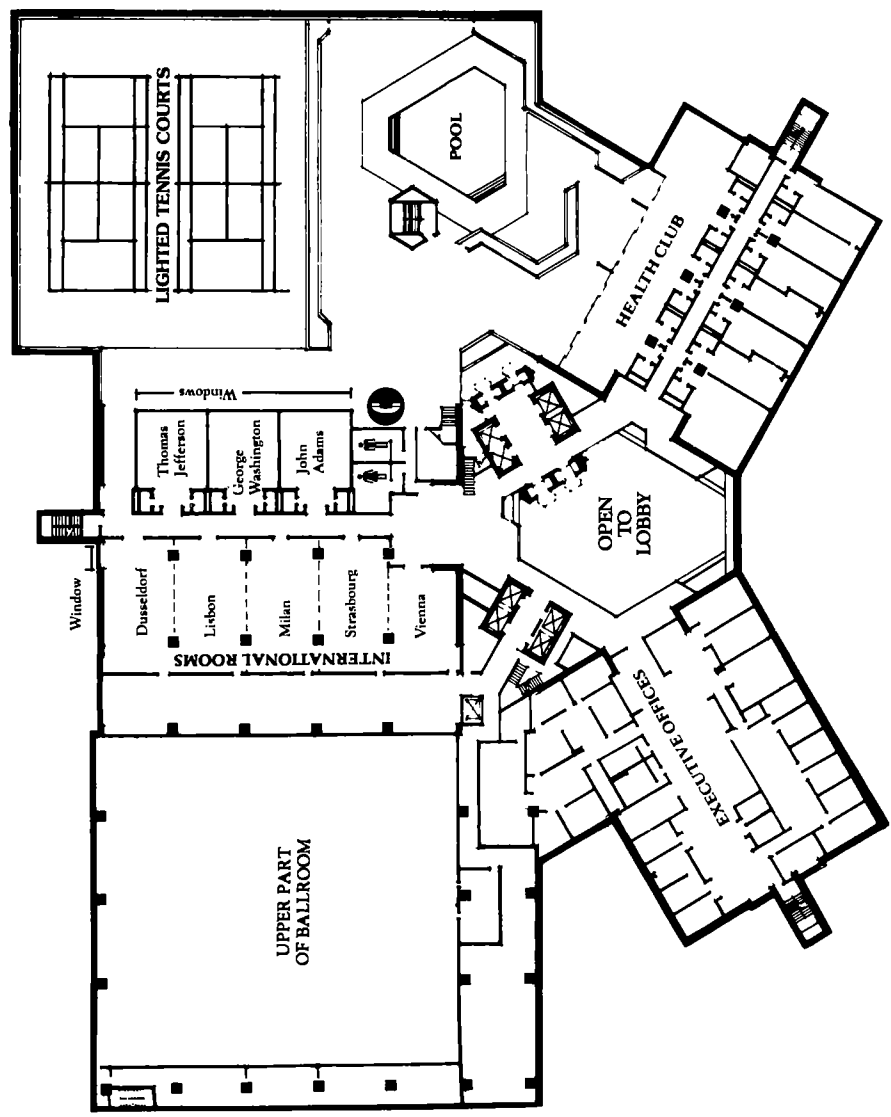 LIGHTED TENNIS COURTS
POOL
HEALTH CLUB
Windows
Thomas
Jefferson
George
Washington
John
Adams
OPEN
TO
LOBBY
Window
Dusseldorf
Lisbon
Milan
Strasbourg
Vienna
INTERNATIONAL ROOMS
EXECUTIVE OFFICES
UPPER PART
OF BALLROOM